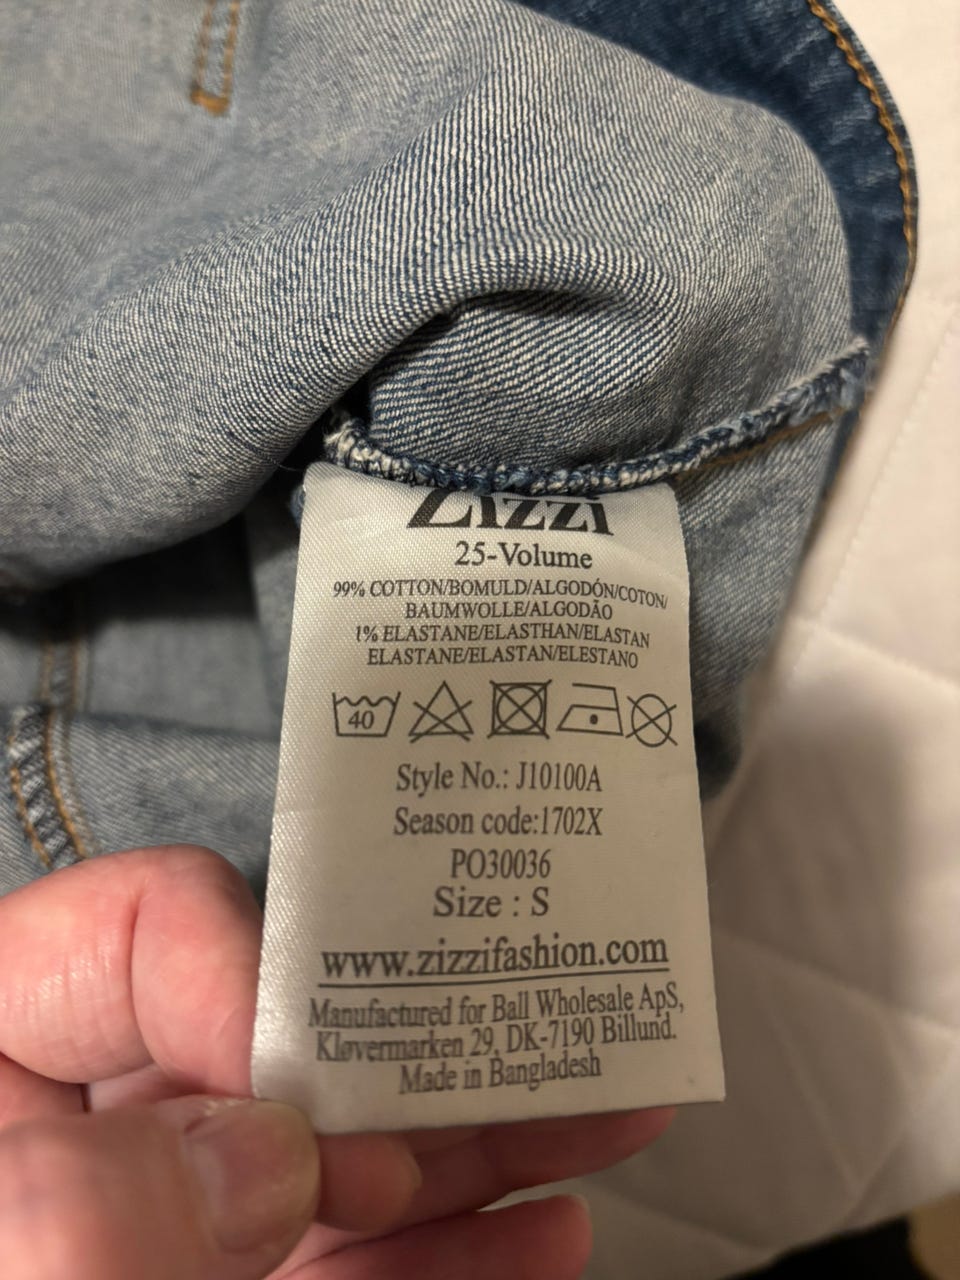 Zizzi
25-Volume
99% COTTON/BOMULD/ALGODÓN/COTON/
BAUMWOLLE/ALGODÃO
1% ELASTANE/ELASTHAN/ELASTAN
ELASTANE/ELASTAN/ELESTANO
40
Style No.: J10100A
Season code:1702X
PO30036
Size : S
www.zizzifashion.com
Manufactured for Ball Wholesale ApS,
Kløvermarken 29, DK-7190 Billund.
Made in Bangladesh